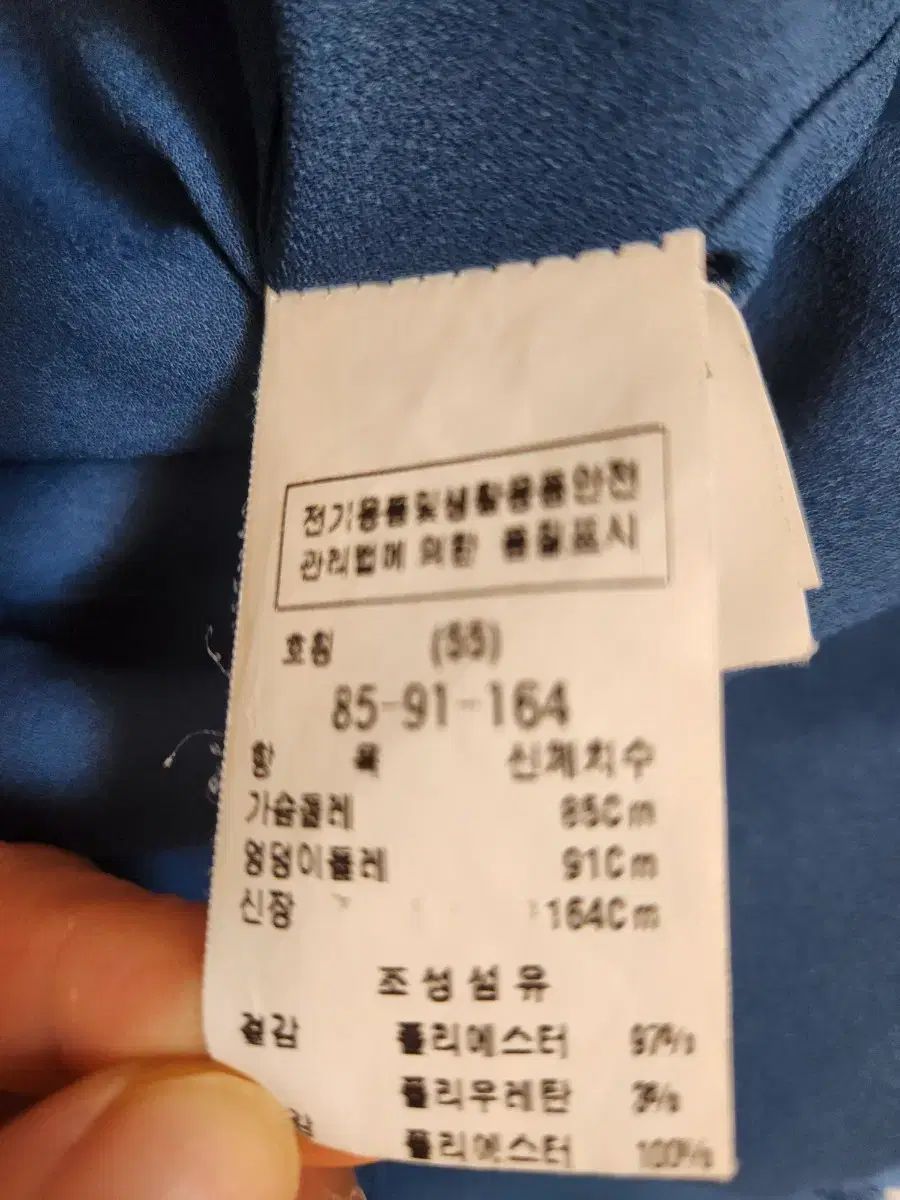 전기용품및생활용품안전
관리법에 의한 품질표시
호칭 (55)
85-91-164
항 목 신체치수
가슴둘레 85Cm
엉덩이둘레 91Cm
신장 164Cm
조성섬유
겉감 폴리에스터 97%
폴리우레탄 3%
폴리에스터 100%